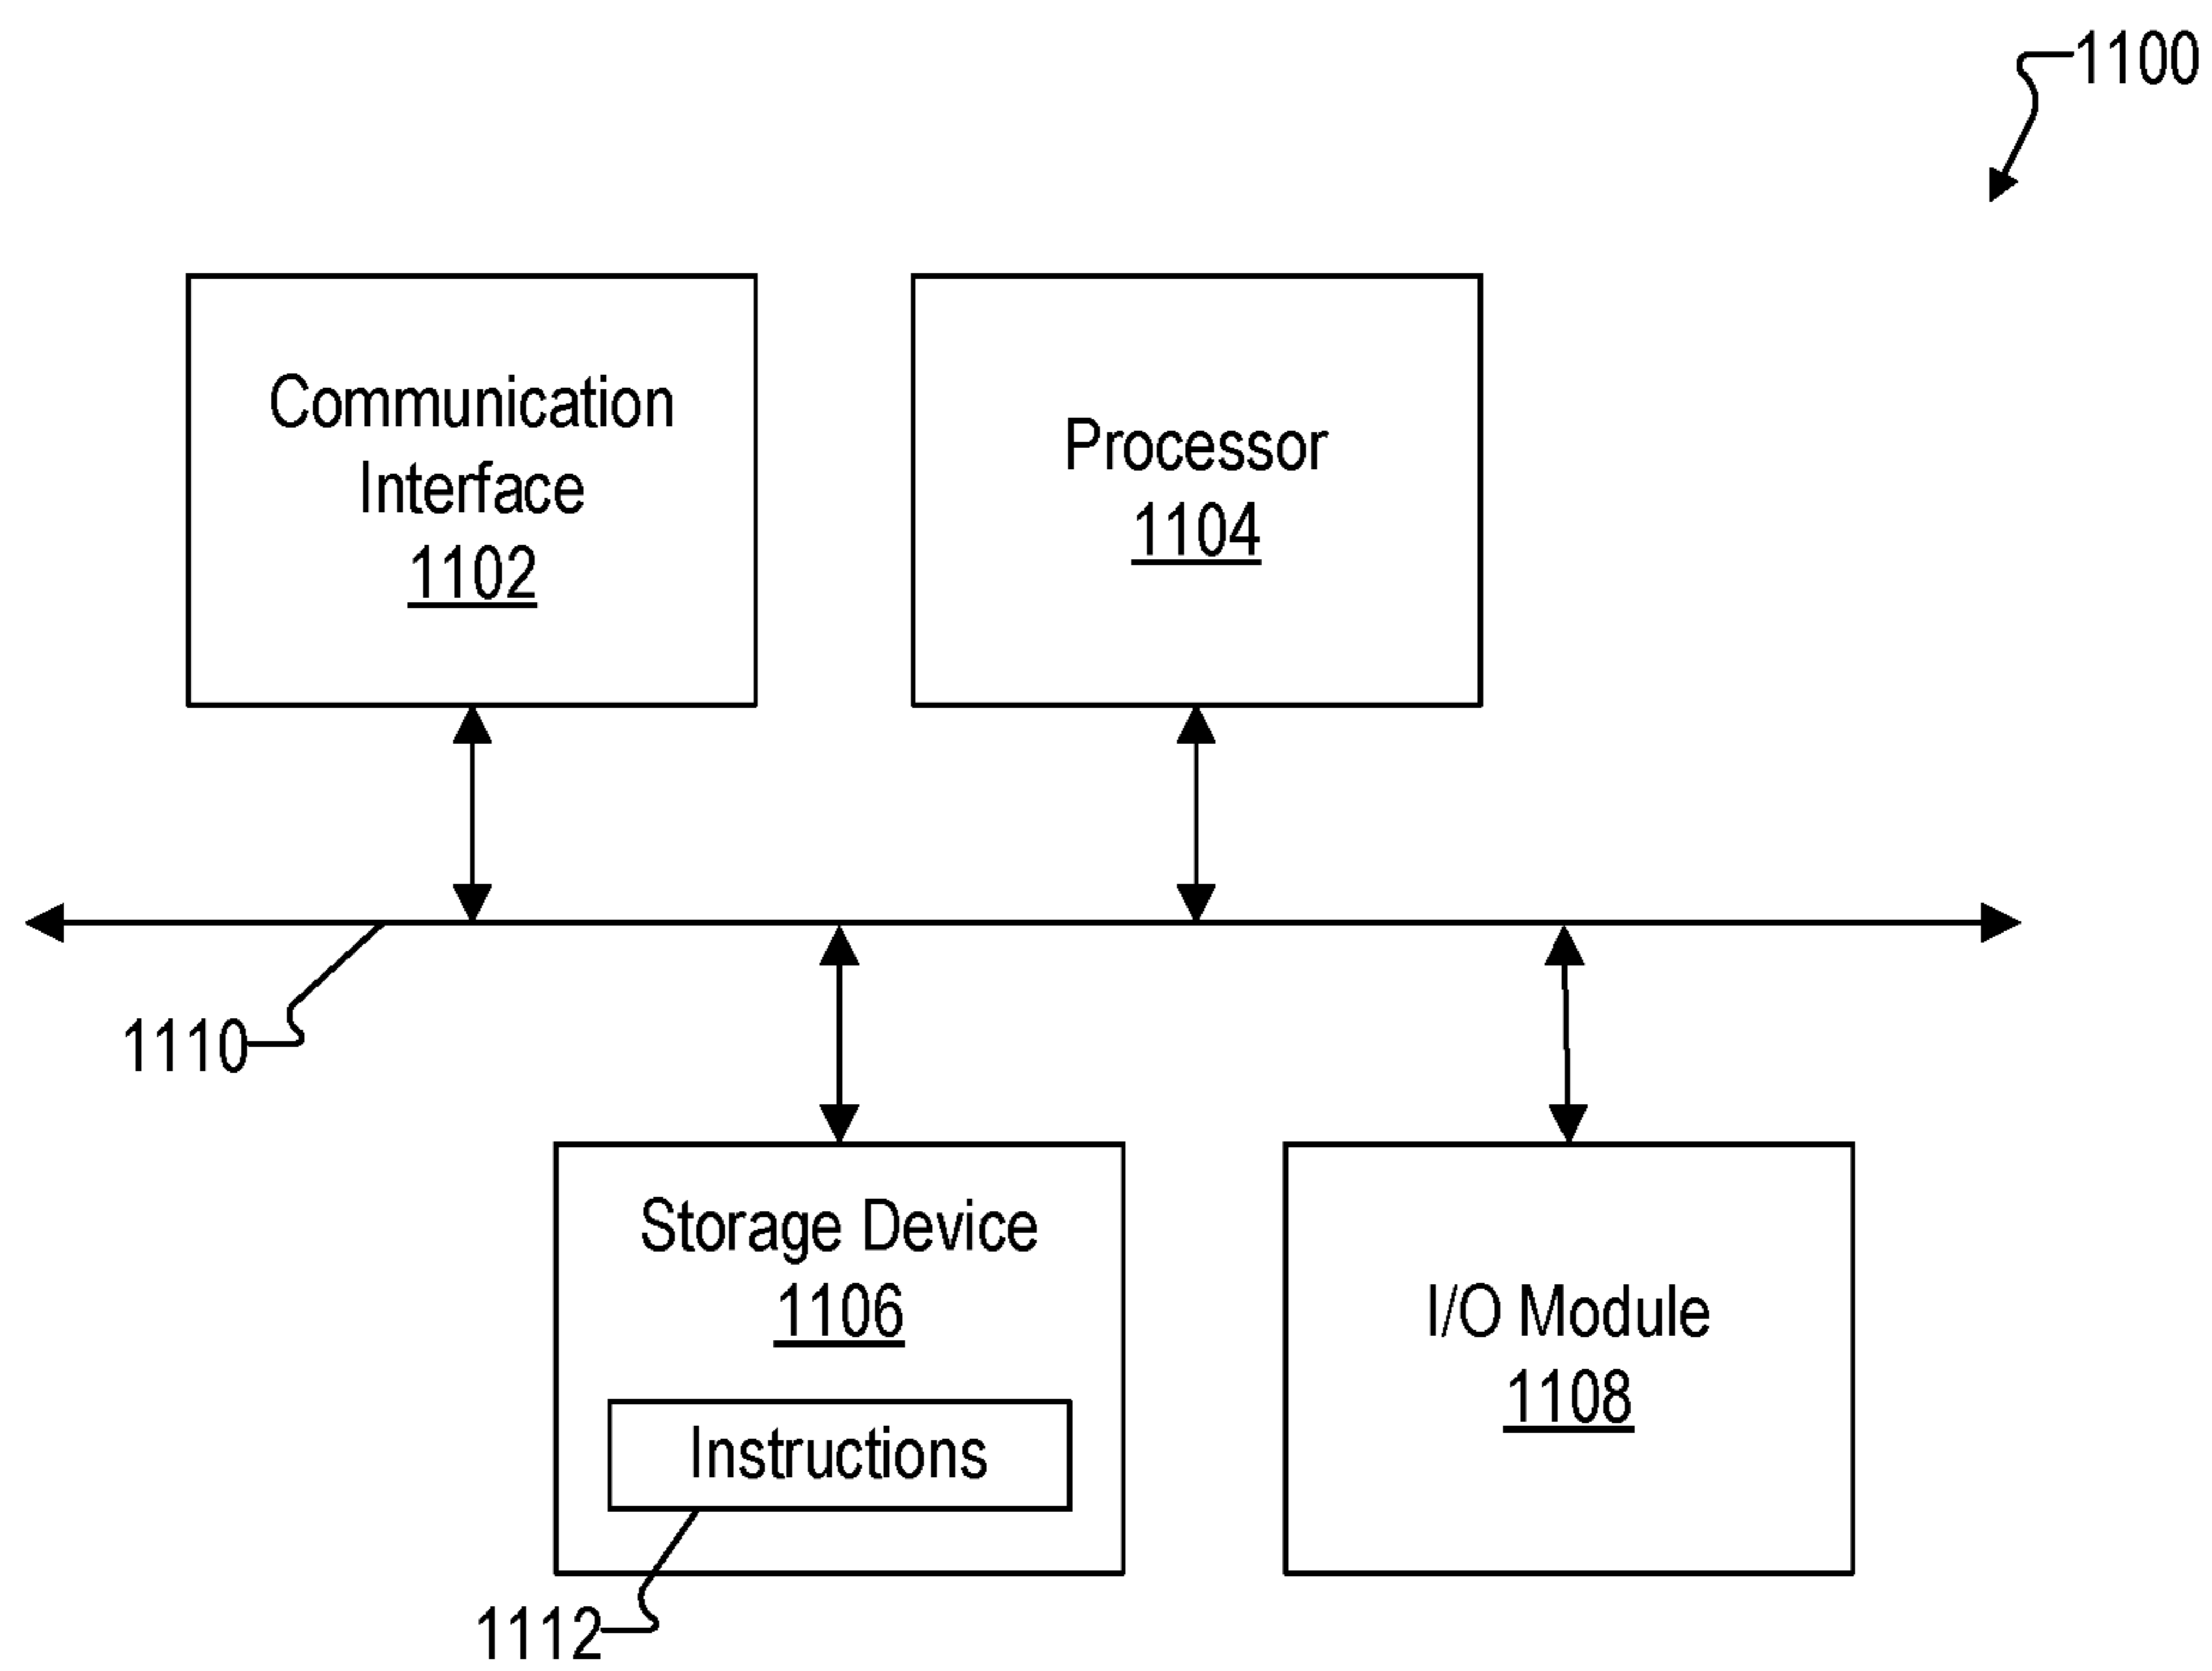 1100
Communication
Interface
1102
Processor
1104
1110
Storage Device
1106
Instructions
1112
I/O Module
1108